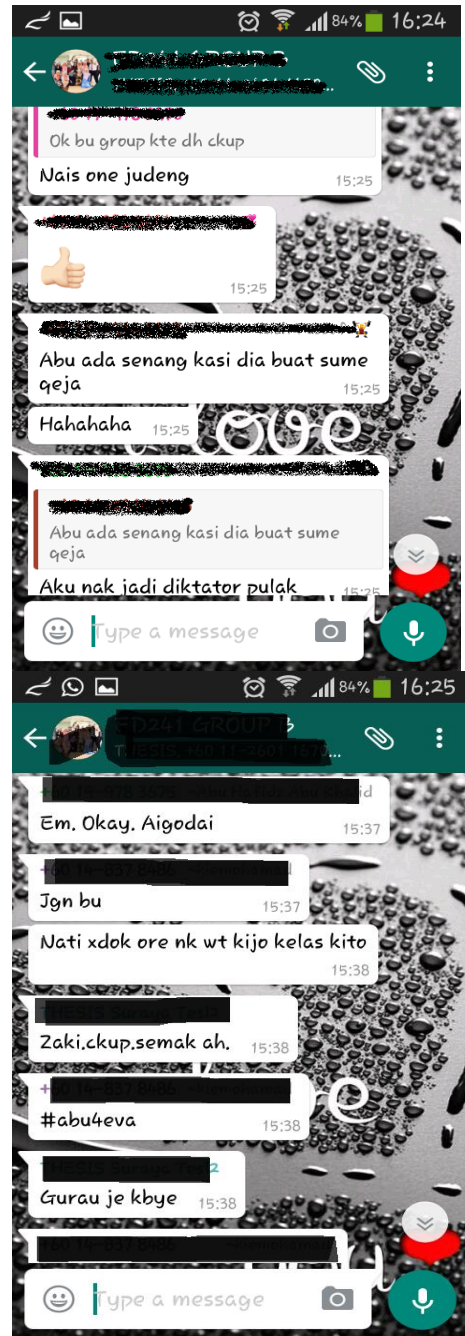 84% 16:24
Ok bu group kte dh ckup
Nais one judeng
15:25
15:25
Abu ada senang kasi dia buat sume
qeja
15:25
Hahahaha 15:25
love
Abu ada senang kasi dia buat sume
qeja
Aku nak jadi diktator pulak 15:25
Type a message
84% 16:25
Em. Okay. Aigodai
15:37
Jgn bu
15:37
Nati xdok ore nk wt kijo kelas kito
15:38
Zaki.ckup.semak ah. 15:38
#abu4eva 15:38
Gurau je kbye 15:38
Type a message